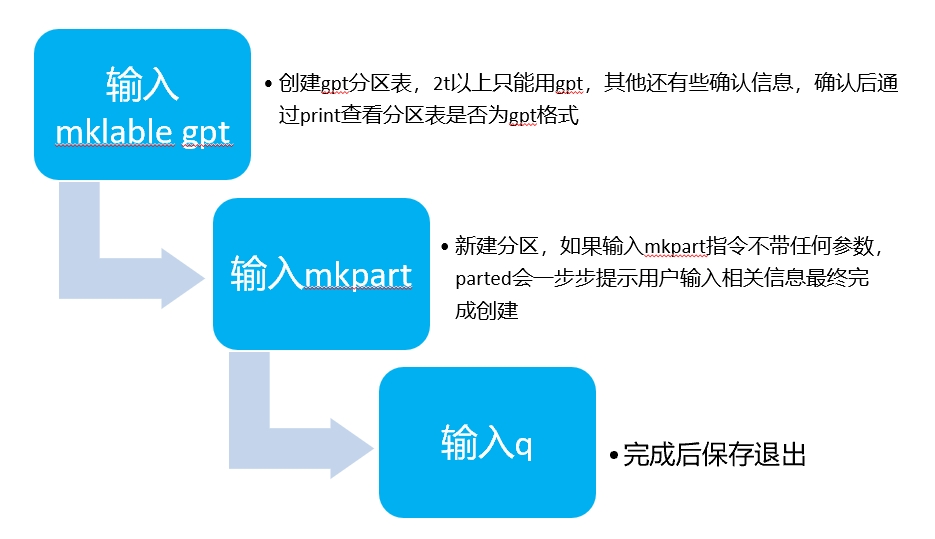 输入
mklable gpt
• 创建gpt分区表，2t以上只能用gpt，其他还有些确认信息，确认后通
过print查看分区表是否为gpt格式
输入mkpart
• 新建分区，如果输入mkpart指令不带任何参数，
parted会一步步提示用户输入相关信息最终完
成创建
输入q
• 完成后保存退出